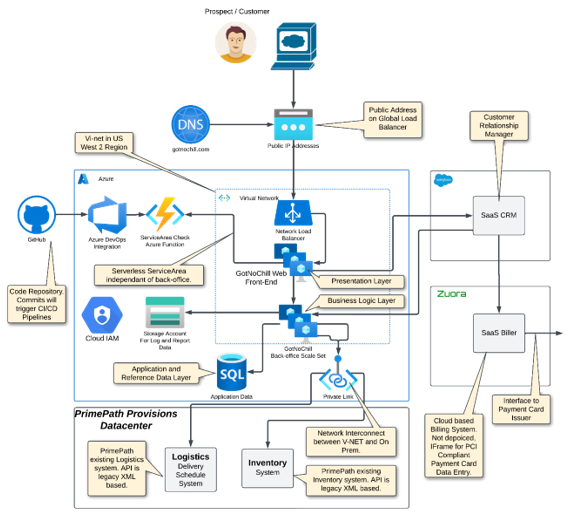 Prospect / Customer
DNS
gotnochill.com
Public IP Addresses
Public Address
on Global Load
Balancer
Customer
Relationship
Manager
Vi-net in US
West 2 Region
Azure
Virtual Network
GitHub
Azure DevOps
Integration
ServiceArea Check
Azure Function
Network Load
Balancer
SaaS CRM
Serverless ServiceArea
independant of back-office.
GotNoChill Web
Front-End
Presentation Layer
Code Repository.
Commits will
trigger CI/CD
Pipelines
Cloud IAM
Storage Account
For Log and Report
Data
Business Logic Layer
GotNoChill
Back-office Scale Set
zuora
SaaS Biller
Application and
Reference Data Layer
SQL
Application Data
Private Link
Cloud based
Billing System.
Not depoiced.
IFrame for PCI
Compliant
Payment Card
Data Entry.
Interface to
Payment Card
Issuer
PrimePath Provisions
Datacenter
Network Interconnect
between V-NET and On
Prem.
PrimePath
existing Logistics
system. API is
legacy XML
based.
Logistics
Delivery
Schedule
System
Inventory
System
PrimePath existing
Inventory system. API is
legacy XML based.